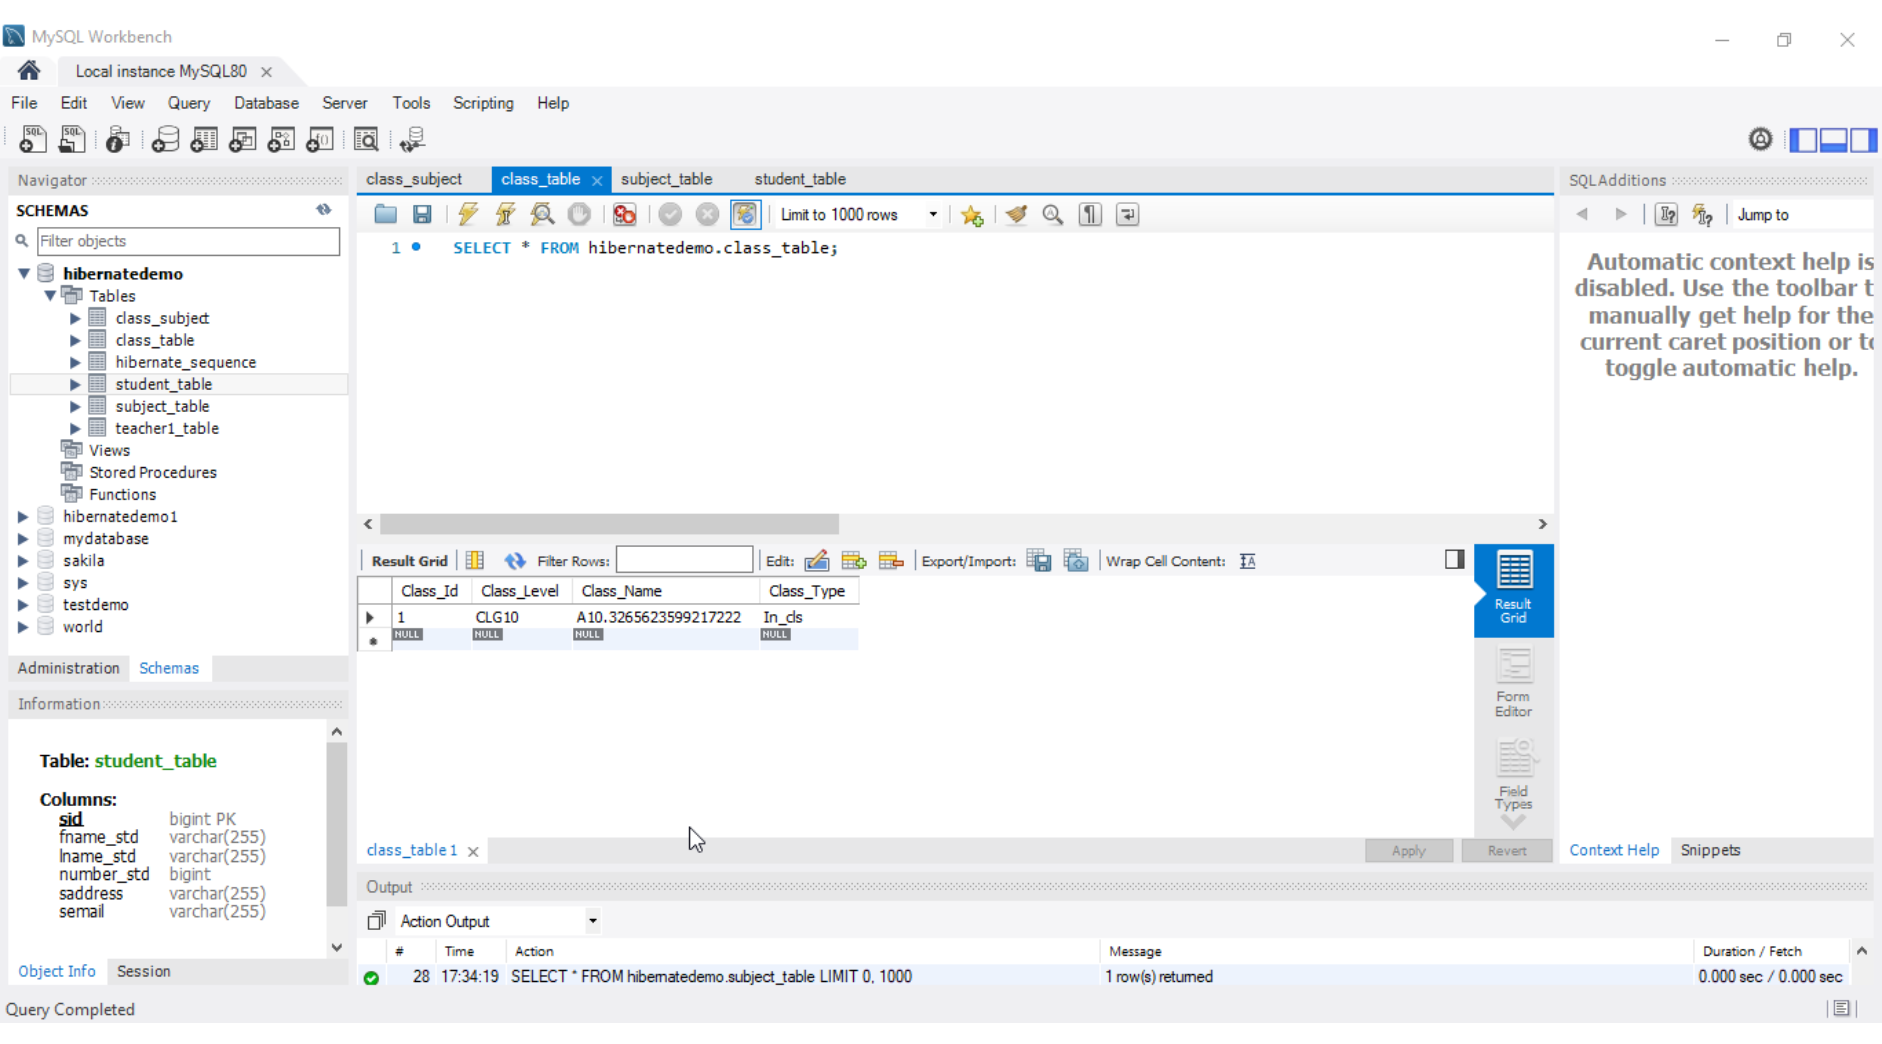 MySQL Workbench
Local instance MySQL80
File Edit View Query Database Server Tools Scripting Help
Navigator
SCHEMAS
Filter objects
hibernatedemo
Tables
class_subject
class_table
hibernate_sequence
student_table
subject_table
teacher1_table
Views
Stored Procedures
Functions
hibernatedemo1
mydatabase
sakila
sys
testdemo
world
Administration Schemas
Information
Table: student_table
Columns:
sid bigint PK
fname_std varchar(255)
lname_std varchar(255)
number_std bigint
saddress varchar(255)
semail varchar(255)
Object Info Session
class_subject class_table subject_table student_table
Limit to 1000 rows
1 SELECT * FROM hibernatedemo.class_table;
Result Grid Filter Rows: Edit: Export/Import: Wrap Cell Content:
Class_Id Class_Level Class_Name Class_Type
1 CLG10 A10.3265623599217222 In_cls
NULL NULL NULL NULL
Result
Grid
Form
Editor
Field
Types
class_table 1 Apply Revert
SQLAdditions
Jump to
Automatic context help is
disabled. Use the toolbar t
manually get help for the
current caret position or to
toggle automatic help.
Context Help Snippets
Output
Action Output
# Time Action Message Duration / Fetch
28 17:34:19 SELECT * FROM hibernatedemo.subject_table LIMIT 0, 1000 1 row(s) returned 0.000 sec / 0.000 sec
Query Completed